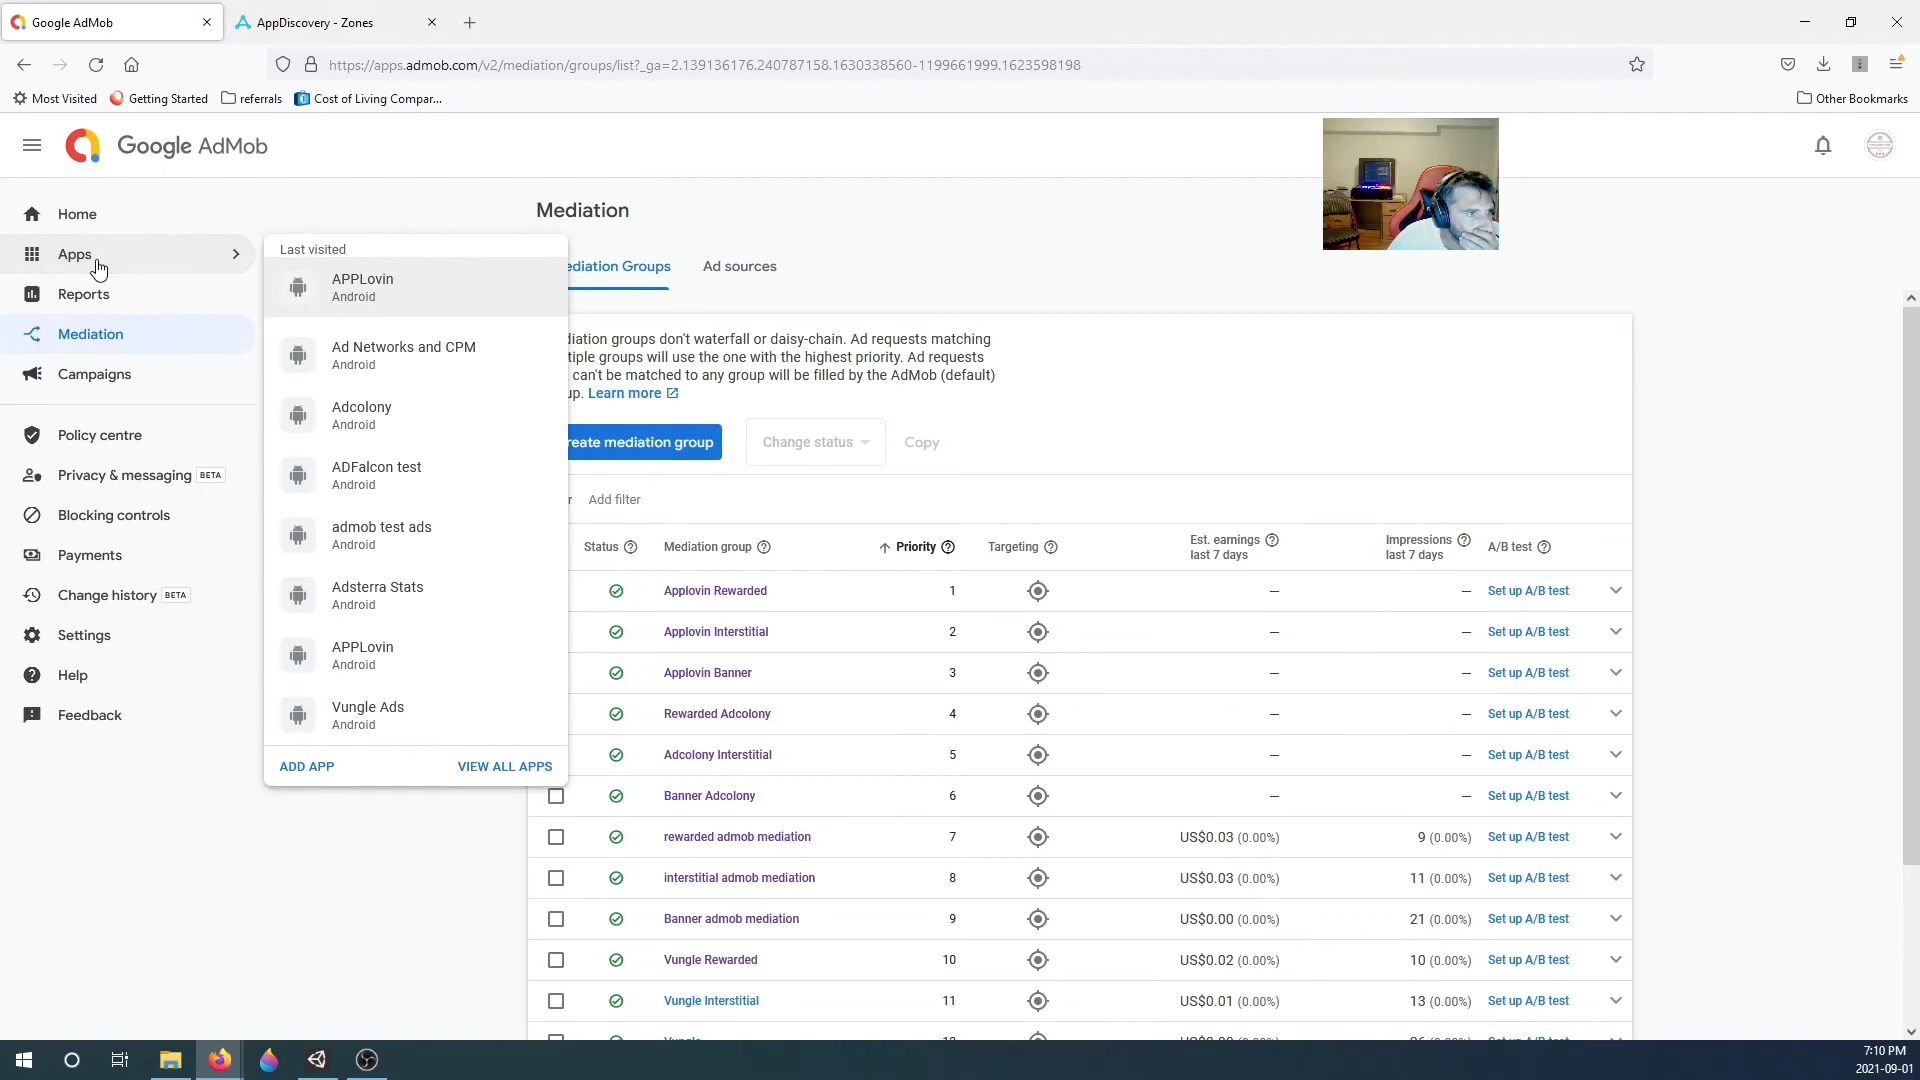 Google AdMob
AppDiscovery - Zones
https://apps.admob.com/v2/mediation/groups/list?_ga=2.139136176.240787158.1630338560-1199661999.1623598198
Most Visited
Getting Started
referrals
Cost of Living Compar...
Other Bookmarks
Google AdMob
Home
Apps
Reports
Mediation
Campaigns
Policy centre
Privacy & messaging BETA
Blocking controls
Payments
Change history BETA
Settings
Help
Feedback
Last visited
APPLovin
Android
Ad Networks and CPM
Android
Adcolony
Android
ADFalcon test
Android
admob test ads
Android
Adsterra Stats
Android
APPLovin
Android
Vungle Ads
Android
ADD APP VIEW ALL APPS
Mediation
ediation Groups Ad sources
diation groups don't waterfall or daisy-chain. Ad requests matching
tiple groups will use the one with the highest priority. Ad requests
can't be matched to any group will be filled by the AdMob (default)
up. Learn more
reate mediation group Change status Copy
r Add filter
Status Mediation group Priority Targeting Est. earnings last 7 days Impressions last 7 days A/B test
Applovin Rewarded 1 — — Set up A/B test
Applovin Interstitial 2 — — Set up A/B test
Applovin Banner 3 — — Set up A/B test
Rewarded Adcolony 4 — — Set up A/B test
Adcolony Interstitial 5 — — Set up A/B test
Banner Adcolony 6 — — Set up A/B test
rewarded admob mediation 7 US$0.03 (0.00%) 9 (0.00%) Set up A/B test
interstitial admob mediation 8 US$0.03 (0.00%) 11 (0.00%) Set up A/B test
Banner admob mediation 9 US$0.00 (0.00%) 21 (0.00%) Set up A/B test
Vungle Rewarded 10 US$0.02 (0.00%) 10 (0.00%) Set up A/B test
Vungle Interstitial 11 US$0.01 (0.00%) 13 (0.00%) Set up A/B test
7:10 PM
2021-09-01